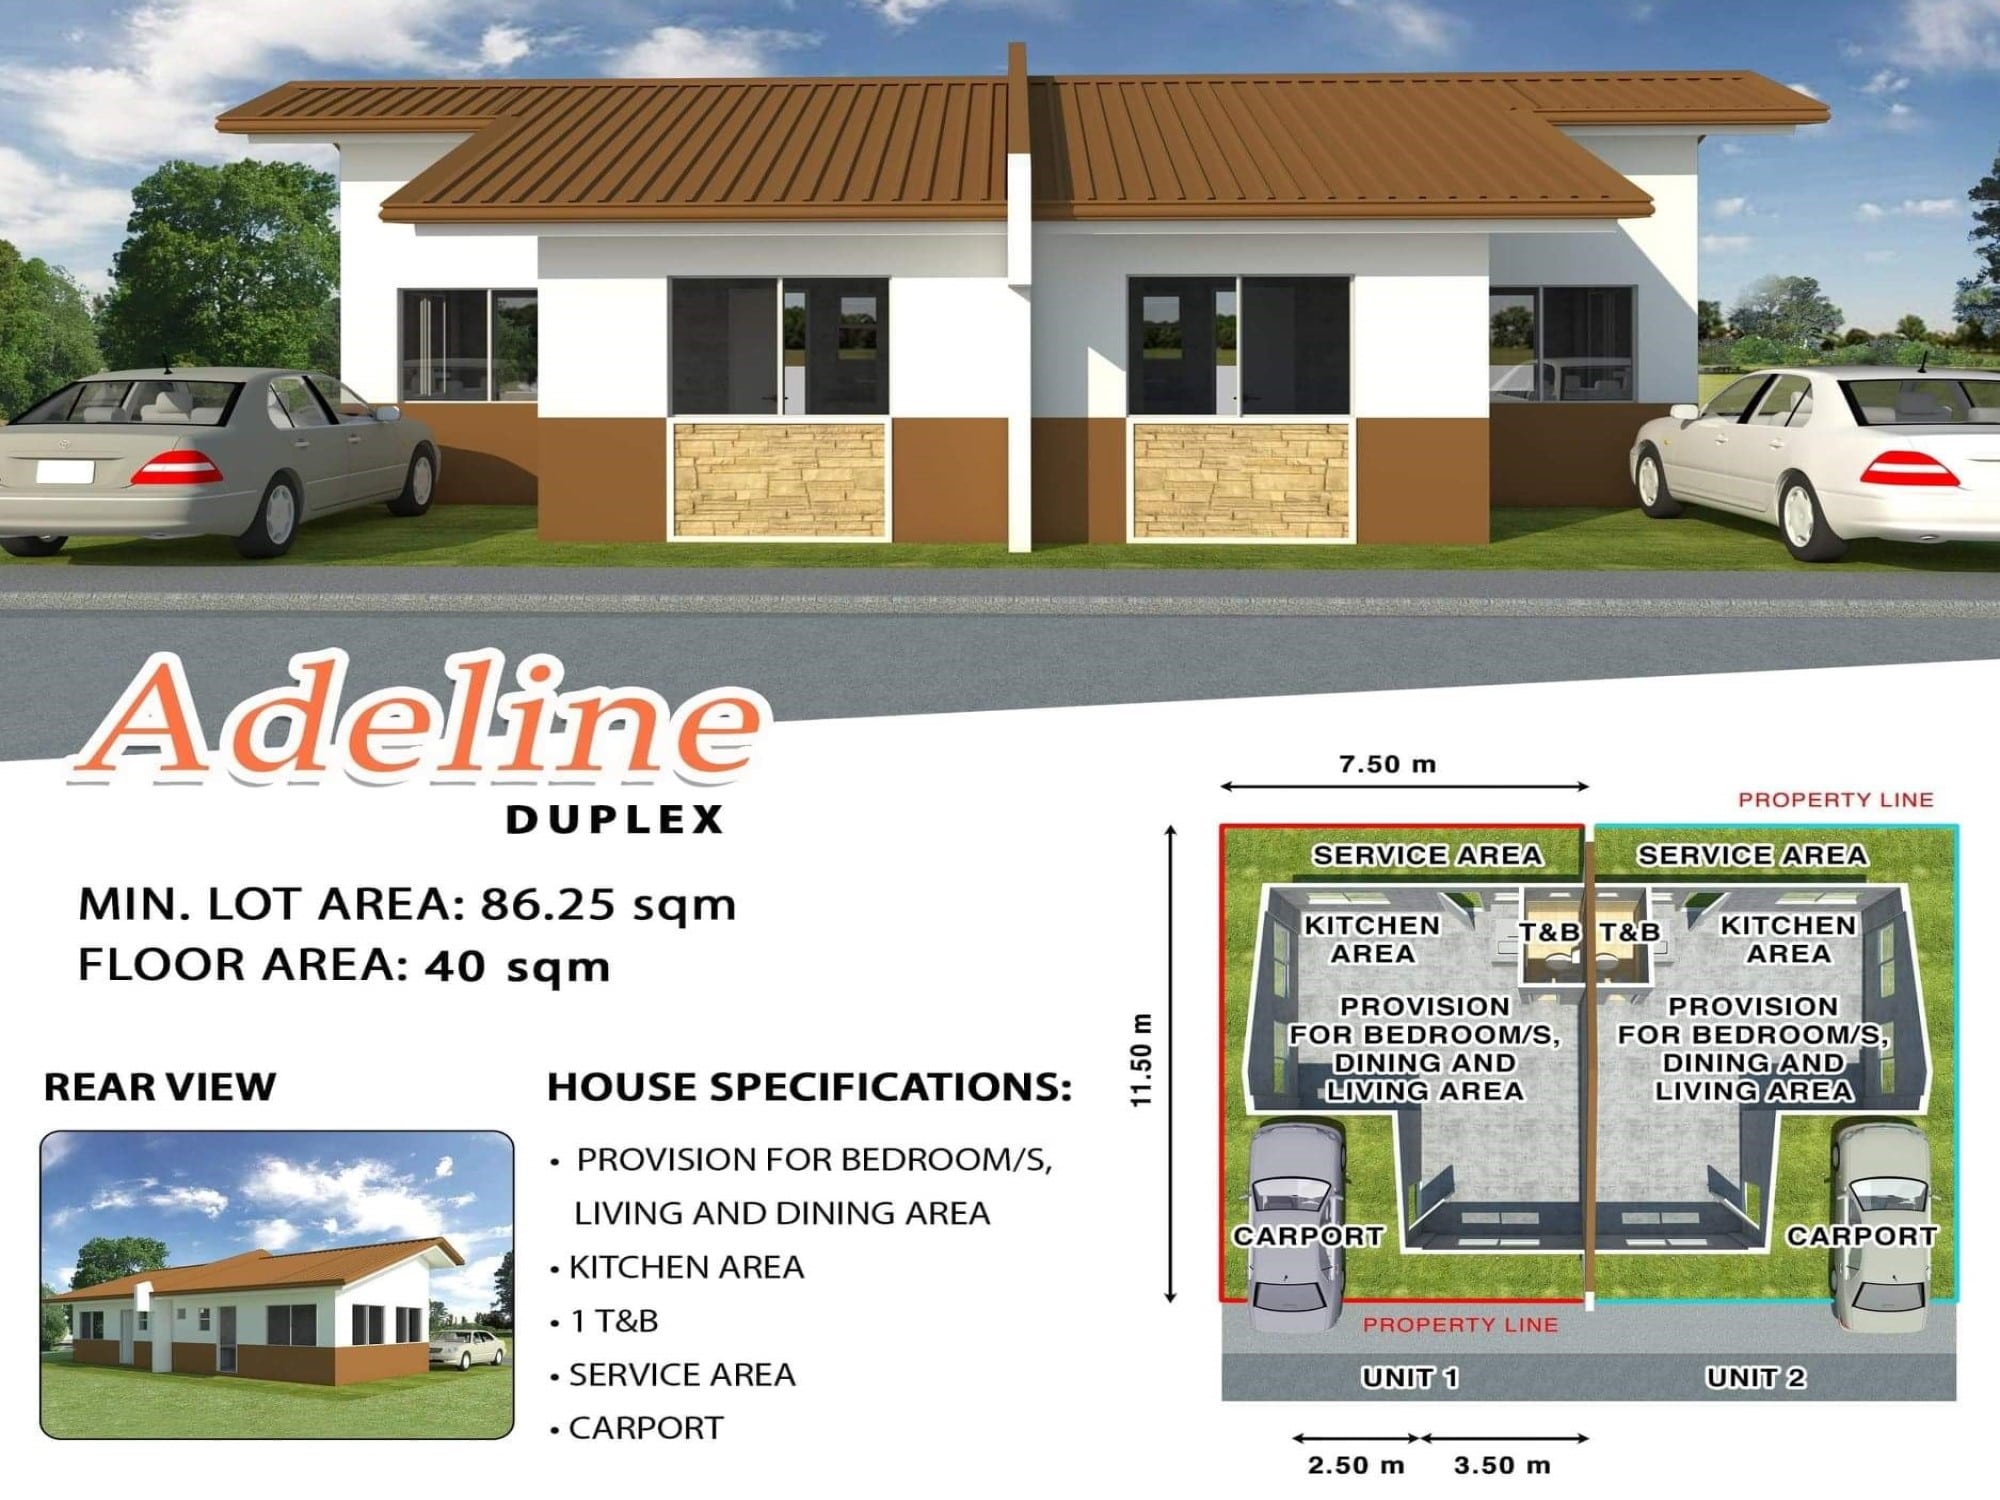 Adeline
DUPLEX
MIN. LOT AREA: 86.25 sqm
FLOOR AREA: 40 sqm
REAR VIEW
HOUSE SPECIFICATIONS:
• PROVISION FOR BEDROOM/S,
LIVING AND DINING AREA
• KITCHEN AREA
• 1 T&B
• SERVICE AREA
• CARPORT
7.50 m
PROPERTY LINE
11.50 m
SERVICE AREA
KITCHEN
AREA
T&B
PROVISION
FOR BEDROOM/S,
DINING AND
LIVING AREA
CARPORT
SERVICE AREA
T&B
KITCHEN
AREA
PROVISION
FOR BEDROOM/S,
DINING AND
LIVING AREA
CARPORT
PROPERTY LINE
UNIT 1
UNIT 2
2.50 m
3.50 m